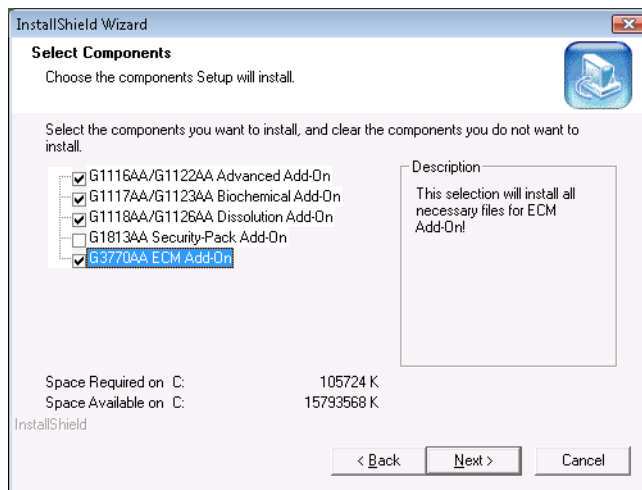 InstallShield Wizard
Select Components
Choose the components Setup will install.
Select the components you want to install, and clear the components you do not want to
install.
G1116AA/G1122AA Advanced Add-On
G1117AA/G1123AA Biochemical Add-On
G1118AA/G1126AA Dissolution Add-On
G1813AA Security-Pack Add-On
G3770AA ECM Add-On
Description
This selection will install all
necessary files for ECM
Add-On!
Space Required on C: 105724 K
Space Available on C: 15793568 K
InstallShield
< Back
Next >
Cancel